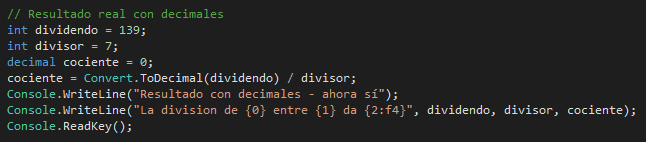 // Resultado real con decimales
int dividendo = 139;
int divisor = 7;
decimal cociente = 0;
cociente = Convert.ToDecimal(dividendo) / divisor;
Console.WriteLine("Resultado con decimales - ahora sí");
Console.WriteLine("La division de {0} entre {1} da {2:f4}", dividendo, divisor, cociente);
Console.ReadKey();